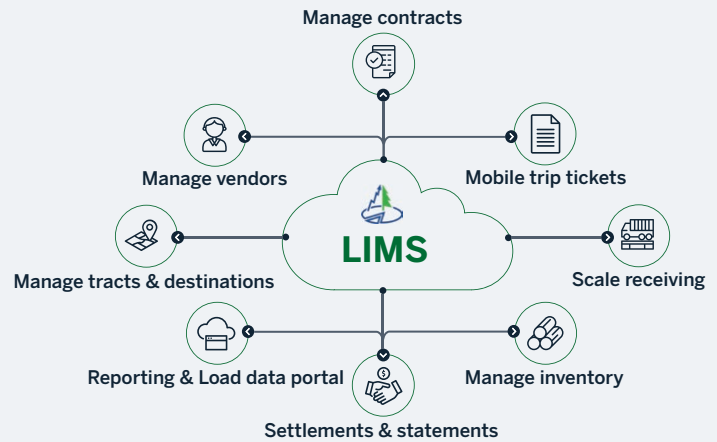 Manage contracts
Manage vendors
Mobile trip tickets
LIMS
Manage tracts & destinations
Scale receiving
Reporting & Load data portal
Manage inventory
Settlements & statements